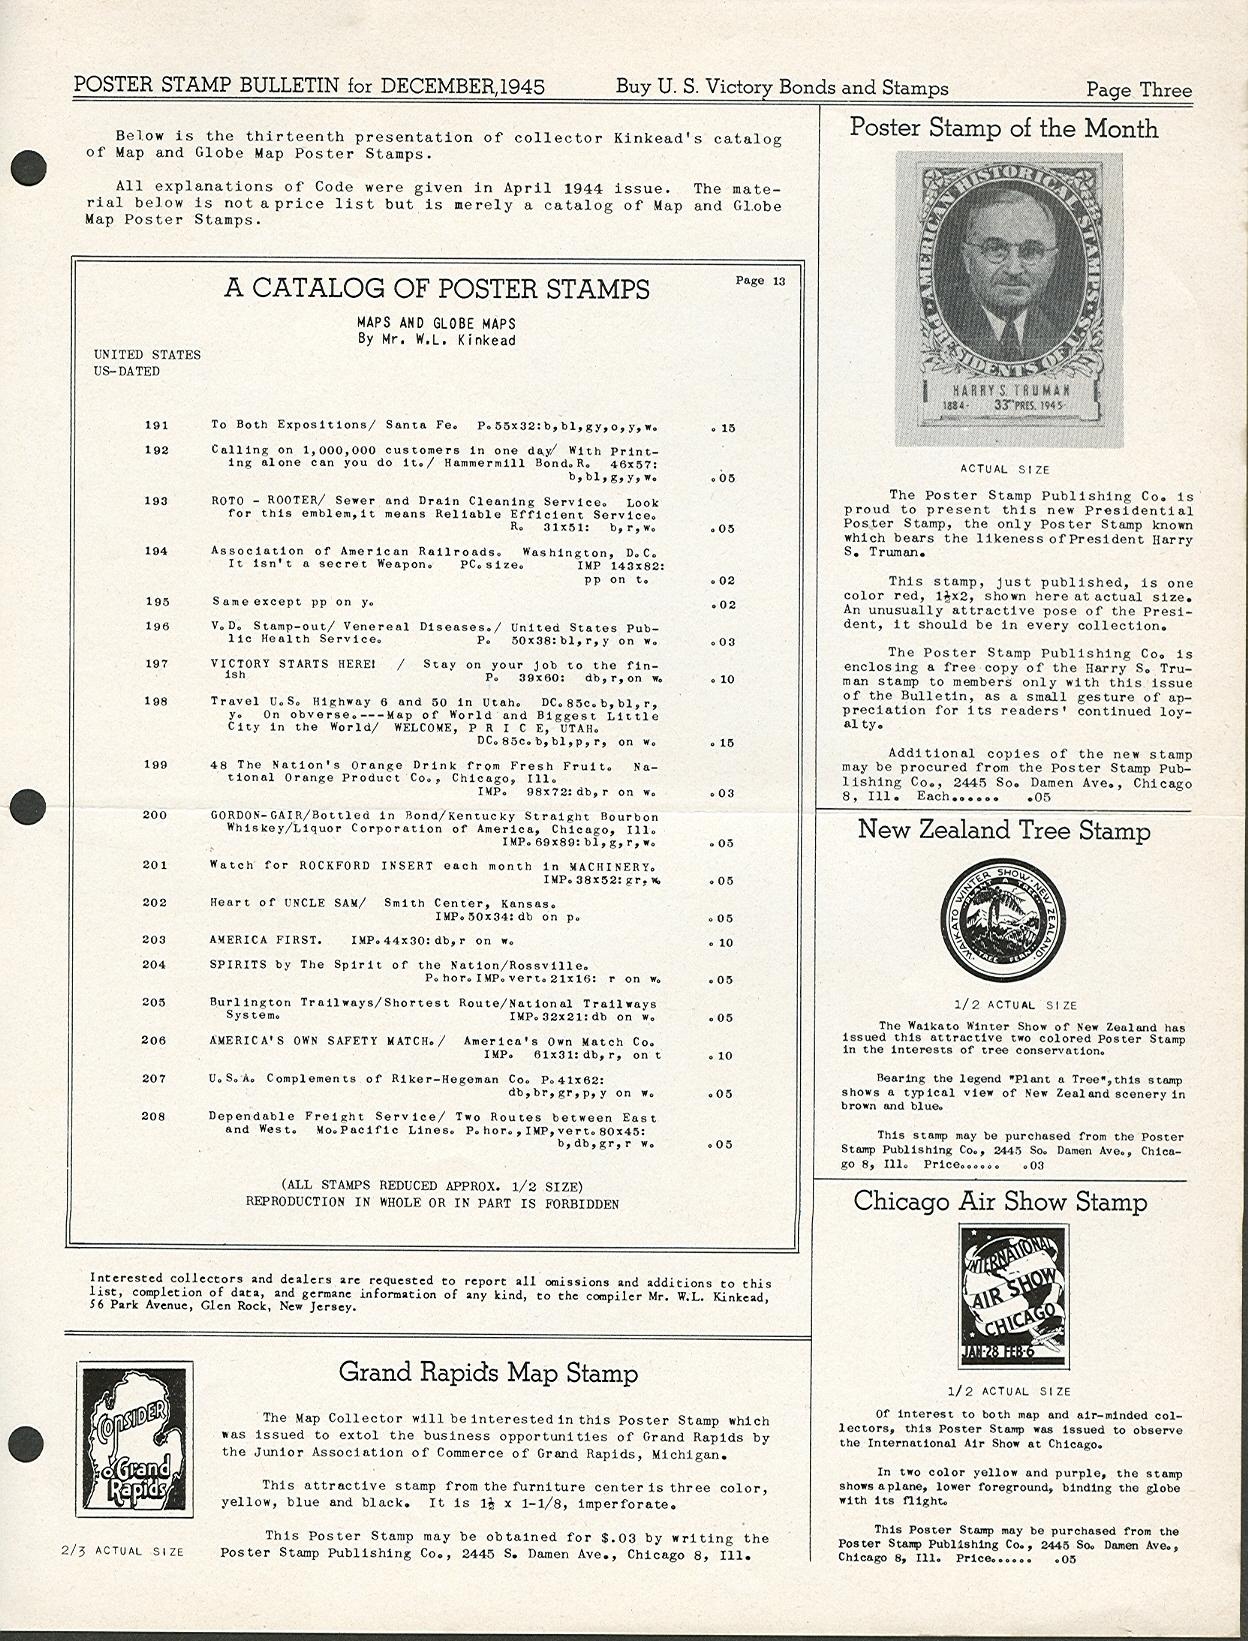 POSTER STAMP BULLETIN for DECEMBER,1945 Buy U. S. Victory Bonds and Stamps Page Three
Below is the thirteenth presentation of collector Kinkead's catalog
of Map and Globe Map Poster Stamps.
All explanations of Code were given in April 1944 issue. The mate-
rial below is not a price list but is merely a catalog of Map and Globe
Map Poster Stamps.
A CATALOG OF POSTER STAMPS Page 13
MAPS AND GLOBE MAPS
By Mr. W.L. Kinkead
UNITED STATES
US-DATED
191 To Both Expositions/ Santa Fe. P.55x32:b,bl,gy,o,y,w. .15
192 Calling on 1,000,000 customers in one day/ With Print-
ing alone can you do it./ Hammermill Bond.R. 46x57:
b,bl,g,y,w. .05
193 ROTO - ROOTER/ Sewer and Drain Cleaning Service. Look
for this emblem,it means Reliable Efficient Service.
R. 31x51: b,r,w. .05
194 Association of American Railroads. Washington, D.C.
It isn't a secret Weapon. PC.size. IMP 143x82:
pp on t. .02
195 Same except pp on y. .02
196 V.D. Stamp-out/ Venereal Diseases./ United States Pub-
lic Health Service. P. 50x38:bl,r,y on w. .03
197 VICTORY STARTS HERE! / Stay on your job to the fin-
ish P. 39x60: db,r,on w. .10
198 Travel U.S. Highway 6 and 50 in Utah. DC.85c.b,bl,r,
y. On obverse.---Map of World and Biggest Little
City in the World/ WELCOME, P R I C E, UTAH.
DC.85c.b,bl,p,r, on w. .15
199 48 The Nation's Orange Drink from Fresh Fruit. Na-
tional Orange Product Co., Chicago, Ill.
IMP. 98x72:db,r on w. .03
200 GORDON-GAIR/Bottled in Bond/Kentucky Straight Bourbon
Whiskey/Liquor Corporation of America, Chicago, Ill.
IMP.69x89:bl,g,r,w. .05
201 Watch for ROCKFORD INSERT each month in MACHINERY.
IMP.38x52:gr,w. .05
202 Heart of UNCLE SAM/ Smith Center, Kansas.
IMP.50x34:db on p. .05
203 AMERICA FIRST. IMP.44x30:db,r on w. .10
204 SPIRITS by The Spirit of the Nation/Rossville.
P.hor.IMP.vert.21x16: r on w. .05
205 Burlington Trailways/Shortest Route/National Trailways
System. IMP.32x21:db on w. .05
206 AMERICA'S OWN SAFETY MATCH./ America's Own Match Co.
IMP. 61x31:db,r, on t .10
207 U.S.A. Complements of Riker-Hegeman Co. P.41x62:
db,br,gr,p,y on w. .05
208 Dependable Freight Service/ Two Routes between East
and West. Mo.Pacific Lines. P.hor.,IMP,vert.80x45:
b,db,gr,r w. .05
(ALL STAMPS REDUCED APPROX. 1/2 SIZE)
REPRODUCTION IN WHOLE OR IN PART IS FORBIDDEN
Interested collectors and dealers are requested to report all omissions and additions to this
list, completion of data, and germane information of any kind, to the compiler Mr. W.L. Kinkead,
56 Park Avenue, Glen Rock, New Jersey.
CONSIDER
Grand
Rapids
2/3 ACTUAL SIZE
Grand Rapids Map Stamp
The Map Collector will be interested in this Poster Stamp which
was issued to extol the business opportunities of Grand Rapids by
the Junior Association of Commerce of Grand Rapids, Michigan.
This attractive stamp from the furniture center is three color,
yellow, blue and black. It is 1½ x 1-1/8, imperforate.
This Poster Stamp may be obtained for $.03 by writing the
Poster Stamp Publishing Co., 2445 S. Damen Ave., Chicago 8, Ill.
Poster Stamp of the Month
AMERICAN HISTORICAL STAMPS
PRESIDENTS OF U.S.
HARRY S. TRUMAN
1884- 33RD PRES. 1945-
ACTUAL SIZE
The Poster Stamp Publishing Co. is
proud to present this new Presidential
Poster Stamp, the only Poster Stamp known
which bears the likeness of President Harry
S. Truman.
This stamp, just published, is one
color red, 1½x2, shown here at actual size.
An unusually attractive pose of the Presi-
dent, it should be in every collection.
The Poster Stamp Publishing Co. is
enclosing a free copy of the Harry S. Tru-
man stamp to members only with this issue
of the Bulletin, as a small gesture of ap-
preciation for its readers' continued loy-
alty.
Additional copies of the new stamp
may be procured from the Poster Stamp Pub-
lishing Co., 2445 So. Damen Ave., Chicago
8, Ill. Each...... .05
New Zealand Tree Stamp
WAIKATO WINTER SHOW·NEW ZEALAND·
PLANT A TREE
1/2 ACTUAL SIZE
The Waikato Winter Show of New Zealand has
issued this attractive two colored Poster Stamp
in the interests of tree conservation.
Bearing the legend "Plant a Tree",this stamp
shows a typical view of New Zealand scenery in
brown and blue.
This stamp may be purchased from the Poster
Stamp Publishing Co., 2445 So. Damen Ave., Chica-
go 8, Ill. Price...... .03
Chicago Air Show Stamp
INTERNATIONAL
AIR SHOW
CHICAGO
JAN-28 FEB-6
1/2 ACTUAL SIZE
Of interest to both map and air-minded col-
lectors, this Poster Stamp was issued to observe
the International Air Show at Chicago.
In two color yellow and purple, the stamp
shows a plane, lower foreground, binding the globe
with its flight.
This Poster Stamp may be purchased from the
Poster Stamp Publishing Co., 2445 So. Damen Ave.,
Chicago 8, Ill. Price...... .05